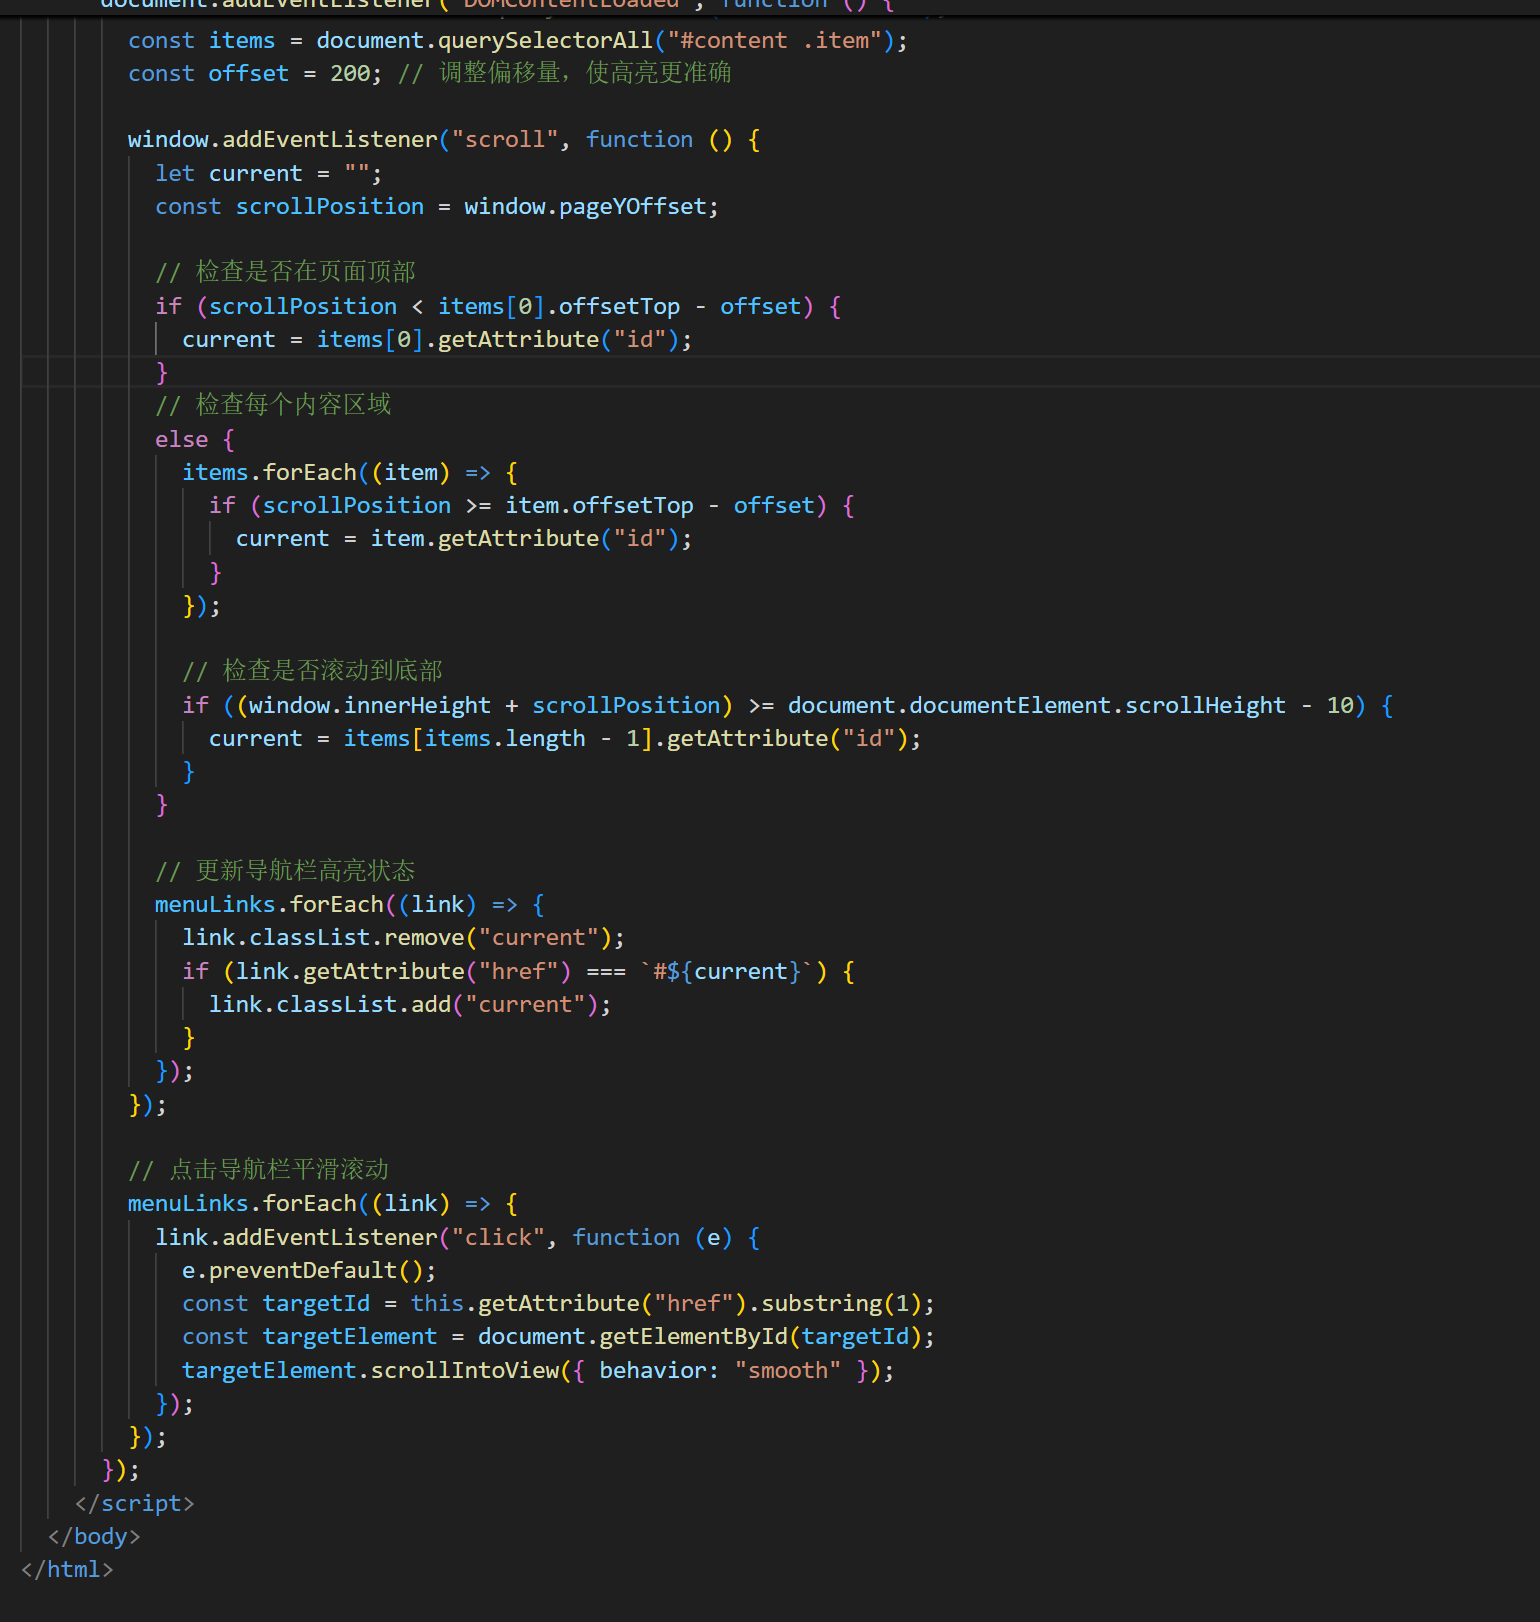 document.addEventListener("DOMContentLoaded", function () {
const items = document.querySelectorAll("#content .item");
const offset = 200; // 调整偏移量，使高亮更准确
window.addEventListener("scroll", function () {
let current = "";
const scrollPosition = window.pageYOffset;
// 检查是否在页面顶部
if (scrollPosition < items[0].offsetTop - offset) {
current = items[0].getAttribute("id");
}
// 检查每个内容区域
else {
items.forEach((item) => {
if (scrollPosition >= item.offsetTop - offset) {
current = item.getAttribute("id");
}
});
// 检查是否滚动到底部
if ((window.innerHeight + scrollPosition) >= document.documentElement.scrollHeight - 10) {
current = items[items.length - 1].getAttribute("id");
}
}
// 更新导航栏高亮状态
menuLinks.forEach((link) => {
link.classList.remove("current");
if (link.getAttribute("href") === `#${current}`) {
link.classList.add("current");
}
});
});
// 点击导航栏平滑滚动
menuLinks.forEach((link) => {
link.addEventListener("click", function (e) {
e.preventDefault();
const targetId = this.getAttribute("href").substring(1);
const targetElement = document.getElementById(targetId);
targetElement.scrollIntoView({ behavior: "smooth" });
});
});
});
</script>
</body>
</html>